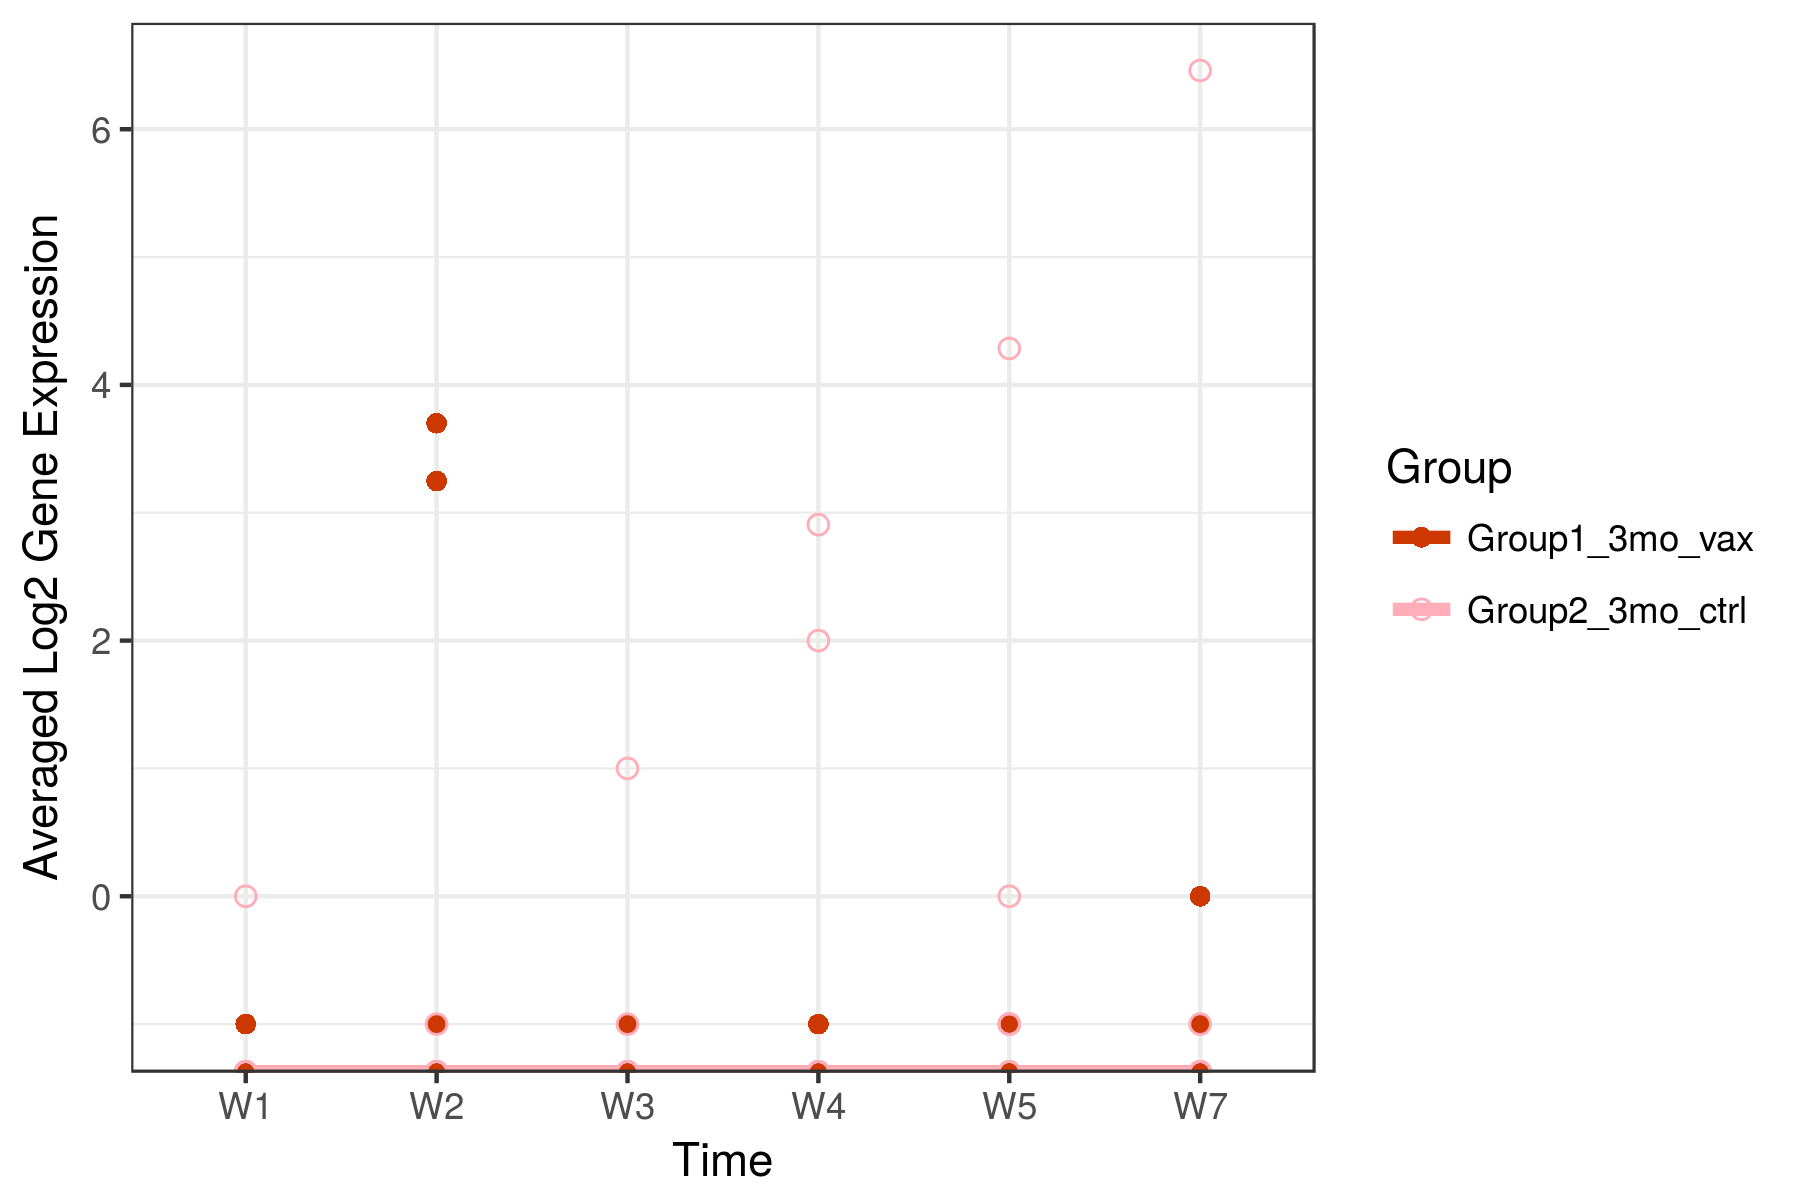 Averaged Log2 Gene Expression
6
4
2
0
W1 W2 W3 W4 W5 W7
Time
Group
Group1_3mo_vax
Group2_3mo_ctrl